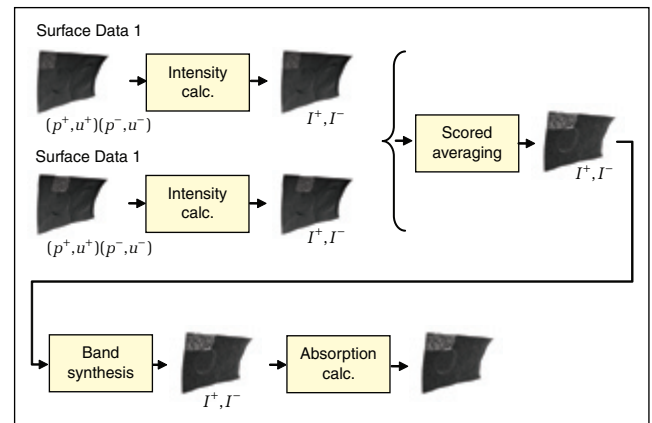 Surface Data 1
Intensity
calc.
(p⁺,u⁺)(p⁻,u⁻)
I⁺,I⁻
Surface Data 1
Intensity
calc.
(p⁺,u⁺)(p⁻,u⁻)
I⁺,I⁻
Scored
averaging
I⁺,I⁻
Band
synthesis
I⁺,I⁻
Absorption
calc.